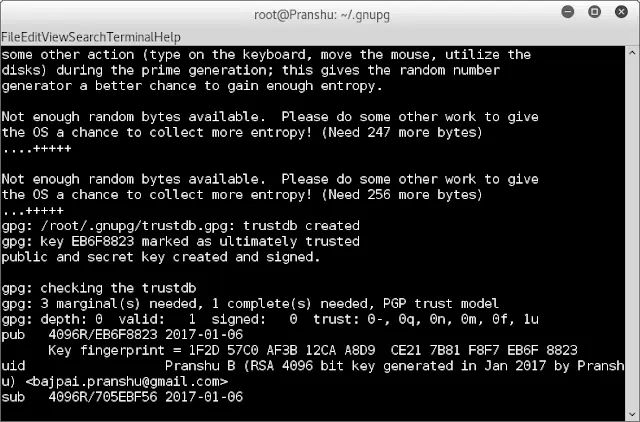 root@Pranshu: ~/.gnupg
FileEditViewSearchTerminalHelp
some other action (type on the keyboard, move the mouse, utilize the
disks) during the prime generation; this gives the random number
generator a better chance to gain enough entropy.
Not enough random bytes available.  Please do some other work to give
the OS a chance to collect more entropy! (Need 247 more bytes)
....+++++
Not enough random bytes available.  Please do some other work to give
the OS a chance to collect more entropy! (Need 256 more bytes)
...+++++
gpg: /root/.gnupg/trustdb.gpg: trustdb created
gpg: key EB6F8823 marked as ultimately trusted
public and secret key created and signed.
gpg: checking the trustdb
gpg: 3 marginal(s) needed, 1 complete(s) needed, PGP trust model
gpg: depth: 0  valid:   1  signed:   0  trust: 0-, 0q, 0n, 0m, 0f, 1u
pub   4096R/EB6F8823 2017-01-06
      Key fingerprint = 1F2D 57C0 AF3B 12CA A8D9  CE21 7B81 F8F7 EB6F 8823
uid                  Pranshu B (RSA 4096 bit key generated in Jan 2017 by Pransh
u) <bajpai.pranshu@gmail.com>
sub   4096R/705EBF56 2017-01-06